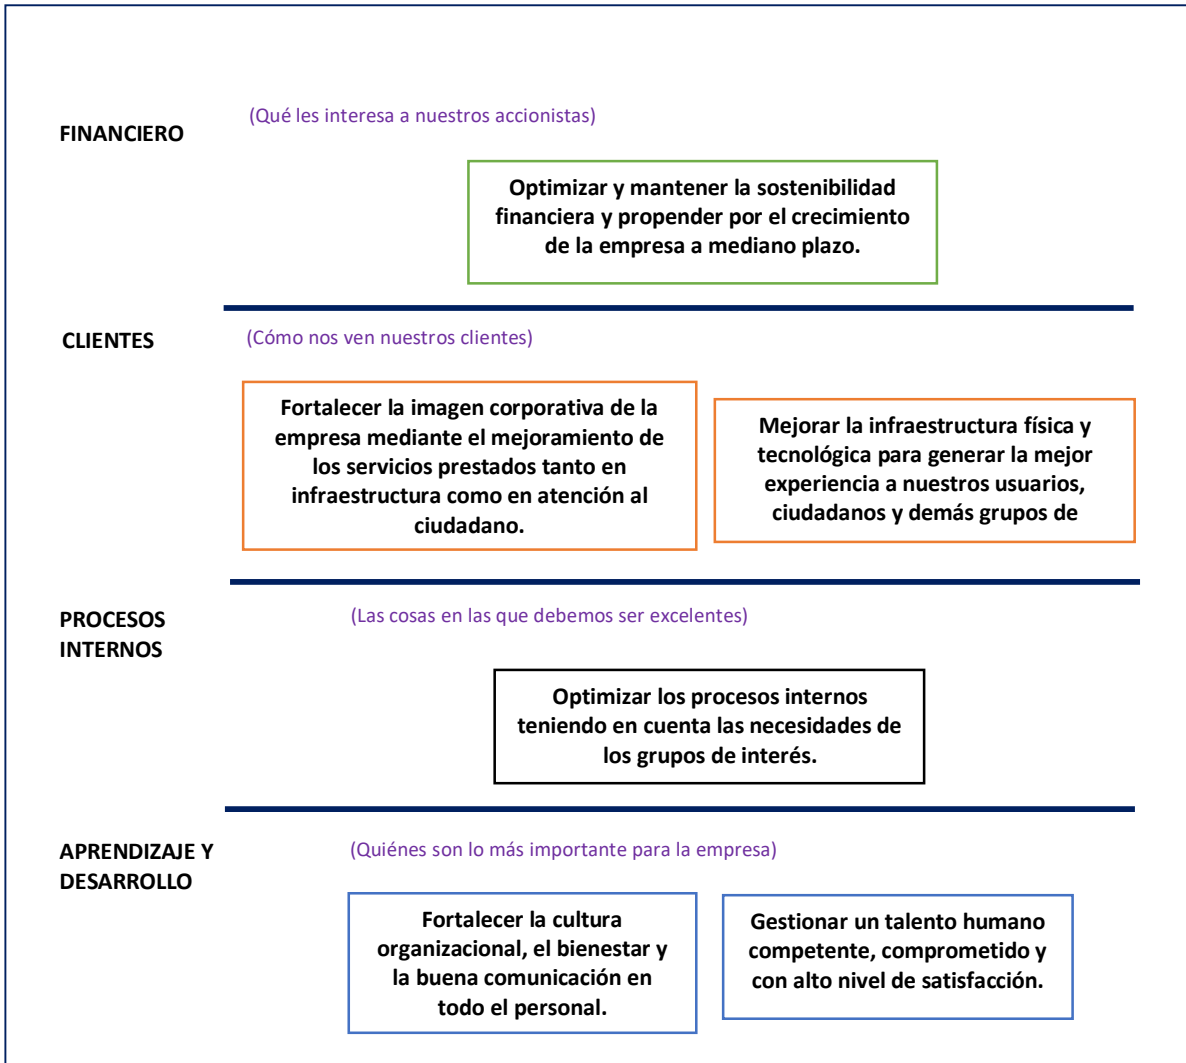 (Qué les interesa a nuestros accionistas)
FINANCIERO
Optimizar y mantener la sostenibilidad
financiera y propender por el crecimiento
de la empresa a mediano plazo.
CLIENTES
(Cómo nos ven nuestros clientes)
Fortalecer la imagen corporativa de la
empresa mediante el mejoramiento de
los servicios prestados tanto en
infraestructura como en atención al
ciudadano.
Mejorar la infraestructura física y
tecnológica para generar la mejor
experiencia a nuestros usuarios,
ciudadanos y demás grupos de
PROCESOS
INTERNOS
(Las cosas en las que debemos ser excelentes)
Optimizar los procesos internos
teniendo en cuenta las necesidades de
los grupos de interés.
APRENDIZAJE Y
DESARROLLO
(Quiénes son lo más importante para la empresa)
Fortalecer la cultura
organizacional, el bienestar y
la buena comunicación en
todo el personal.
Gestionar un talento humano
competente, comprometido y
con alto nivel de satisfacción.